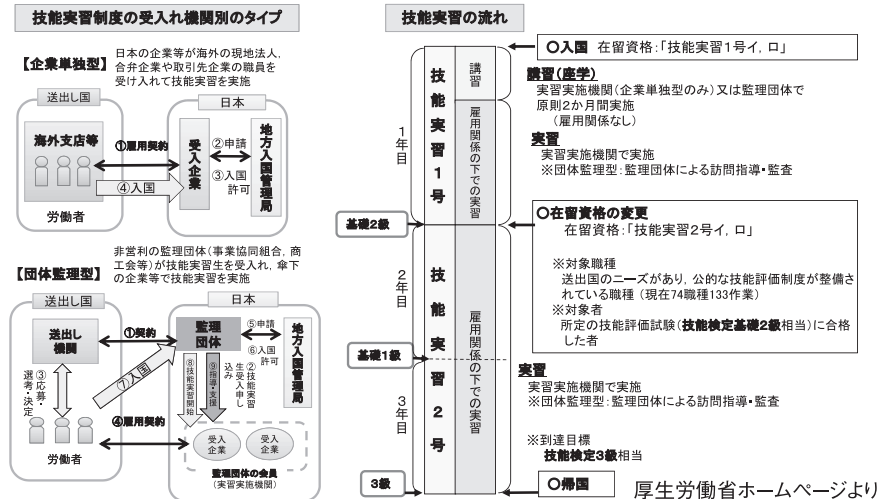 技能実習制度の受入れ機関別のタイプ
【企業単独型】
日本の企業等が海外の現地法人,
合弁企業や取引先企業の職員を
受け入れて技能実習を実施
送出し国
日本
海外支店等
①雇用契約
④入国
労働者
受入企業
②申請
③入国
許可
地方入国管理局
【団体監理型】
非営利の監理団体(事業協同組合, 商
工会等)が技能実習生を受入れ, 傘下
の企業等で技能実習を実施
送出し国
日本
送出し
機関
①契約
監理
団体
⑤申請
⑥入国
許可
地方入国管理局
③応募
選考・決定
⑦入国
⑧技能実習開始
⑨指導・支援
②技能実習
生受入申し
込み
④雇用契約
労働者
受入
企業
受入
企業
監理団体の会員
(実習実施機関)
技能実習の流れ
1年目
2年目
3年目
技能実習1号
技能実習2号
講習
雇用関係の下での実習
雇用関係の下での実習
基礎2級
基礎1級
3級
○入国 在留資格:「技能実習1号イ, ロ」
講習(座学)
実習実施機関(企業単独型のみ)又は監理団体で
原則2か月間実施
(雇用関係なし)
実習
実習実施機関で実施
※団体監理型:監理団体による訪問指導・監査
○在留資格の変更
在留資格:「技能実習2号イ, ロ」
※対象職種
送出し国のニーズがあり, 公的な技能評価制度が整備さ
れている職種 (現在74職種133作業)
※対象者
所定の技能評価試験(技能検定基礎2級相当)に合格
した者
実習
実習実施機関で実施
※団体監理型:監理団体による訪問指導・監査
※到達目標
技能検定3級相当
○帰国
厚生労働省ホームページより